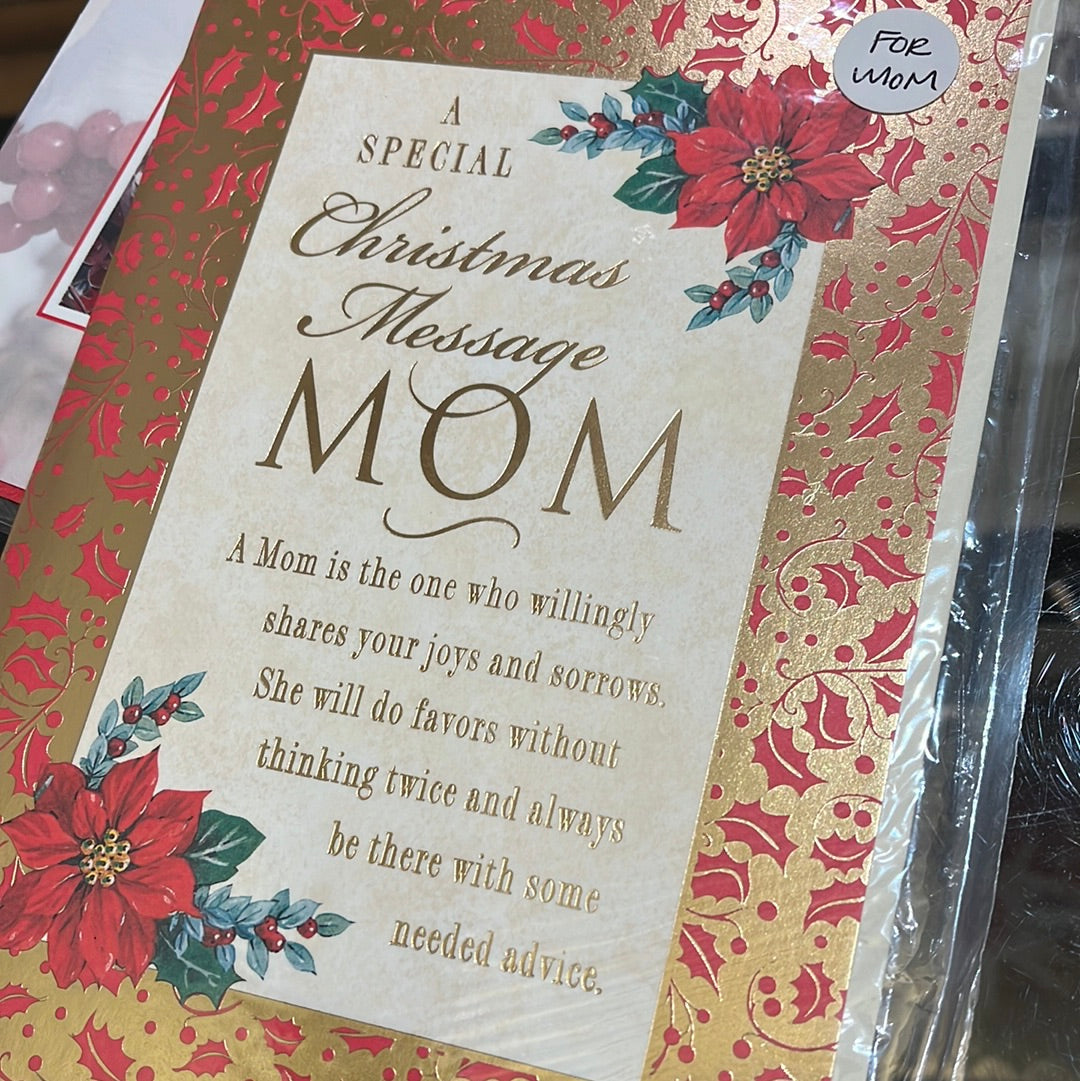 FOR
MOM
A
SPECIAL
Christmas
Message
MOM
A Mom is the one who willingly
shares your joys and sorrows.
She will do favors without
thinking twice and always
be there with some
needed advice.